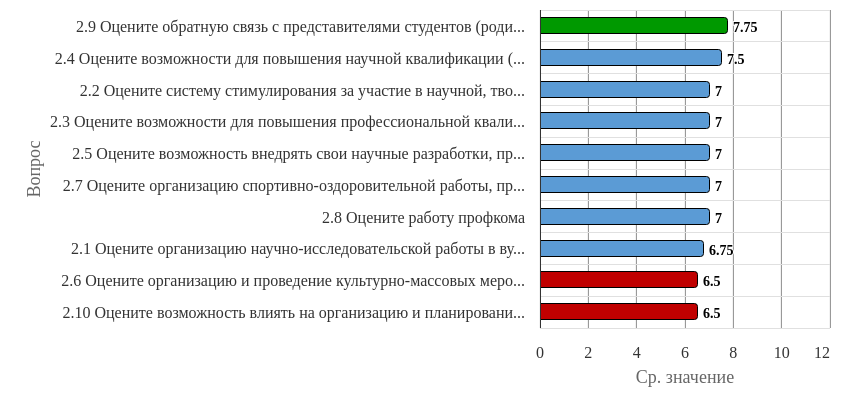 2.9 Оцените обратную связь с представителями студентов (роди... 7.75
2.4 Оцените возможности для повышения научной квалификации (... 7.5
2.2 Оцените систему стимулирования за участие в научной, тво... 7
2.3 Оцените возможности для повышения профессиональной квали... 7
2.5 Оцените возможность внедрять свои научные разработки, пр... 7
2.7 Оцените организацию спортивно-оздоровительной работы, пр... 7
2.8 Оцените работу профкома 7
2.1 Оцените организацию научно-исследовательской работы в ву... 6.75
2.6 Оцените организацию и проведение культурно-массовых меро... 6.5
2.10 Оцените возможность влиять на организацию и планировани... 6.5
Вопрос
0 2 4 6 8 10 12
Ср. значение